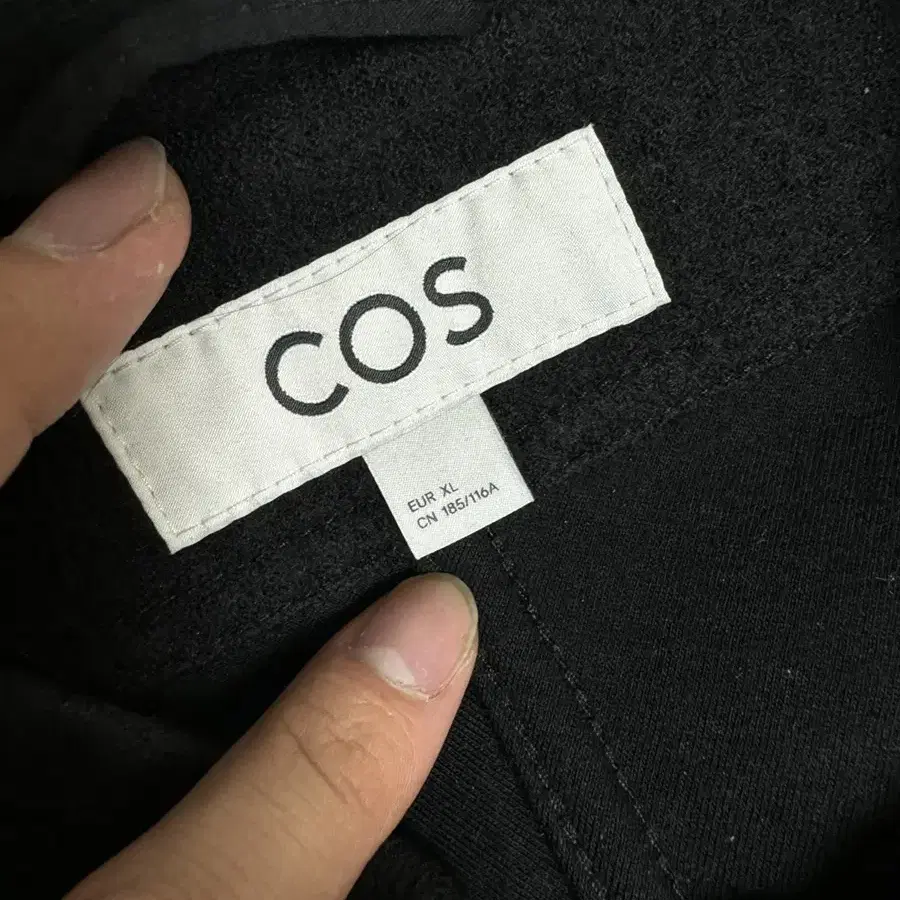 COS
EUR XL
CN 185/116A